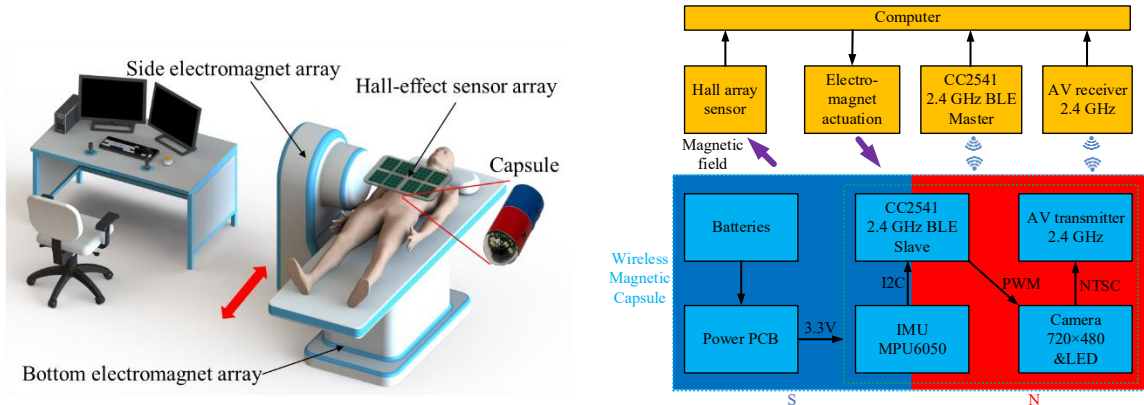 Side electromagnet array
Hall-effect sensor array
Capsule
Bottom electromagnet array
Computer
Hall array
sensor
Electro-
magnet
actuation
CC2541
2.4 GHz BLE
Master
AV receiver
2.4 GHz
Magnetic
field
Wireless
Magnetic
Capsule
Batteries
CC2541
2.4 GHz BLE
Slave
AV transmitter
2.4 GHz
I2C
PWM
NTSC
Power PCB
3.3V
IMU
MPU6050
Camera
720×480
&LED
S
N